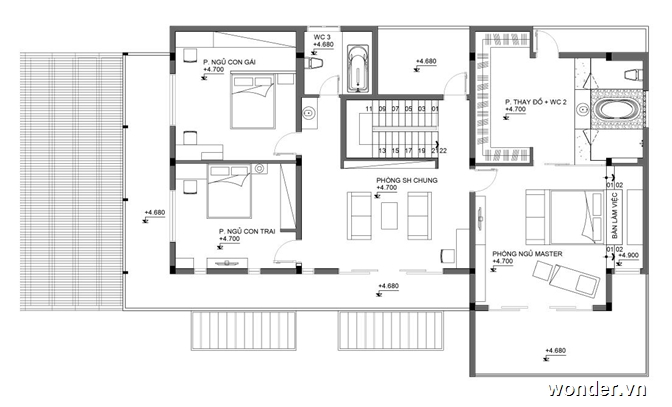 WC 3
+4.680
P. NGỦ CON GÁI
+4.700
+4.680
P. THAY ĐỒ + WC 2
+4.700
11 09 07 05 03 01
13 15 17 19 2122
PHÒNG SH CHUNG
+4.700
P. NGỦ CON TRAI
+4.700
+4.680
01 02
BÀN LÀM VIỆC
01 02
PHÒNG NGỦ MASTER
+4.700
+4.900
+4.680
+4.680
wonder.vn